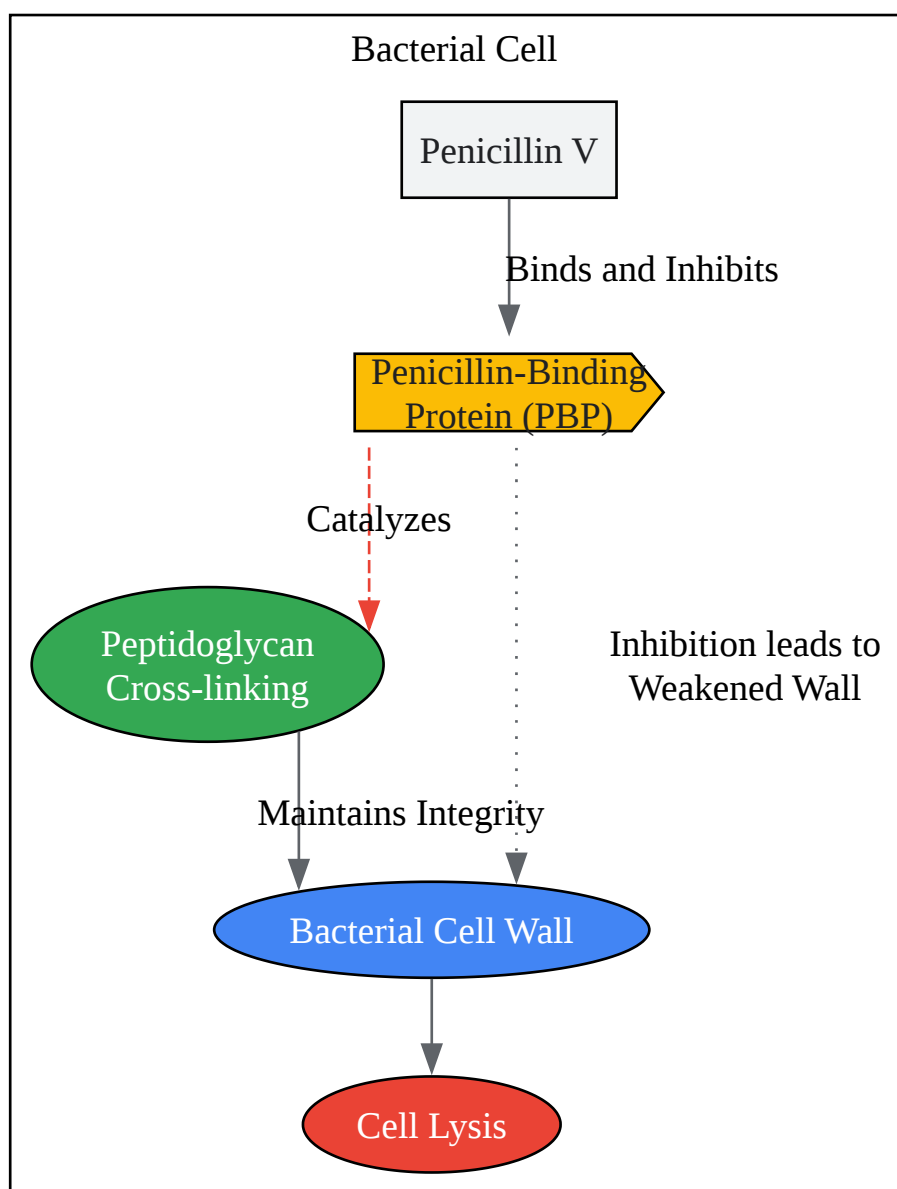 Bacterial Cell
Penicillin V
Binds and Inhibits
Penicillin-Binding
Protein (PBP)
Catalyzes
Peptidoglycan
Cross-linking
Inhibition leads to
Weakened Wall
Maintains Integrity
Bacterial Cell Wall
Cell Lysis